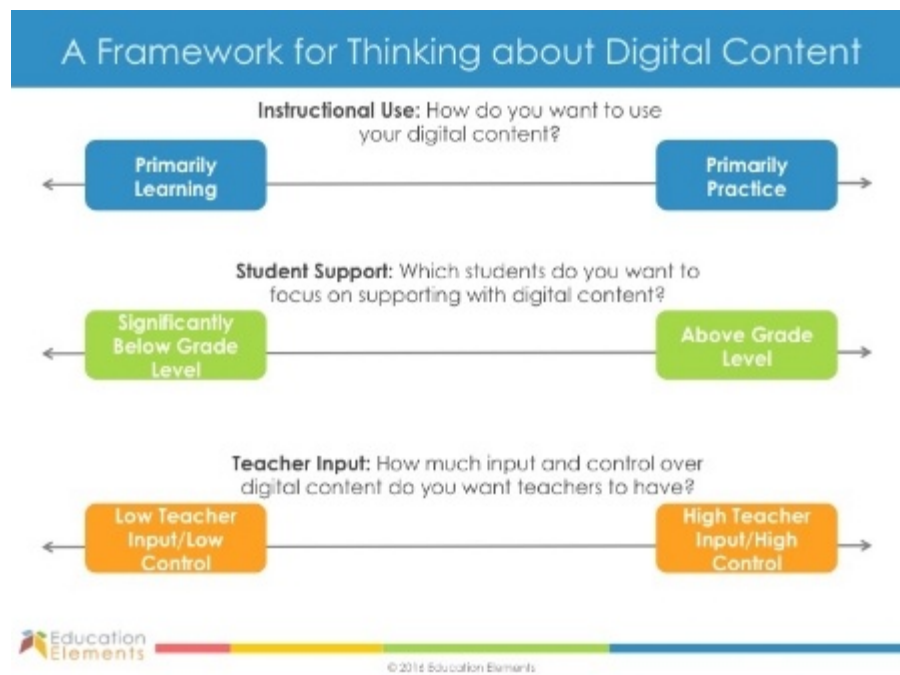 A Framework for Thinking about Digital Content
Instructional Use: How do you want to use
your digital content?
Primarily
Learning
Primarily
Practice
Student Support: Which students do you want to
focus on supporting with digital content?
Significantly
Below Grade
Level
Above Grade
Level
Teacher Input: How much input and control over
digital content do you want teachers to have?
Low Teacher
Input/Low
Control
High Teacher
Input/High
Control
Education
Elements
© 2016 Education Elements